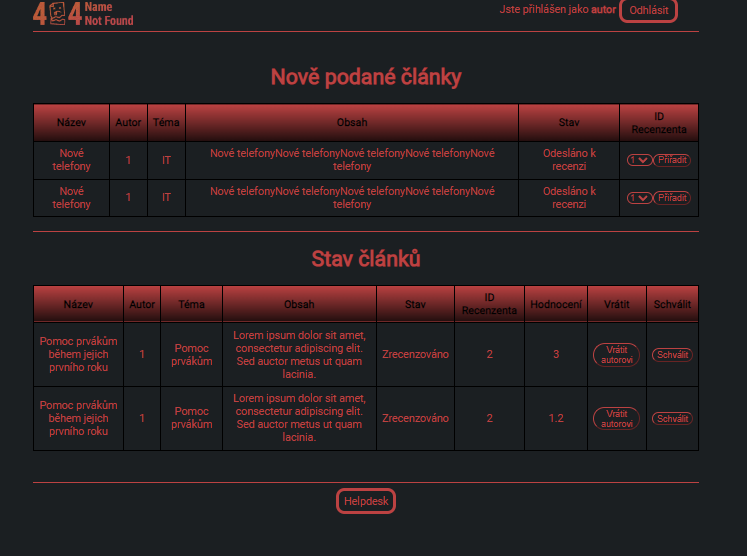 4 4 Name
Not Found
Jste přihlášen jako autor Odhlásit
Nově podané články
Název Autor Téma Obsah Stav ID
Recenzenta
Nové
telefony 1 IT Nové telefonyNové telefonyNové telefonyNové telefonyNové
telefony Odesláno k
recenzi 1 Přiřadit
Nové
telefony 1 IT Nové telefonyNové telefonyNové telefonyNové telefonyNové
telefony Odesláno k
recenzi 1 Přiřadit
Stav článků
Název Autor Téma Obsah Stav ID
Recenzenta Hodnocení Vrátit Schválit
Pomoc prvákům
během jejich
prvního roku 1 Pomoc
prvákům Lorem ipsum dolor sit amet,
consectetur adipiscing elit.
Sed auctor metus ut quam
lacinia. Zrecenzováno 2 3 Vrátit
autorovi Schválit
Pomoc prvákům
během jejich
prvního roku 1 Pomoc
prvákům Lorem ipsum dolor sit amet,
consectetur adipiscing elit.
Sed auctor metus ut quam
lacinia. Zrecenzováno 2 1.2 Vrátit
autorovi Schválit
Helpdesk